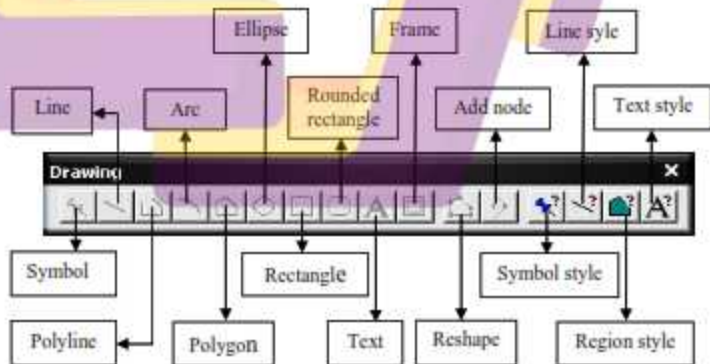 Ellipse
Frame
Line syle
Line
Arc
Rounded
rectangle
Add node
Text style
Drawing
Symbol
Rectangle
Symbol style
Polyline
Polygon
Text
Reshape
Region style